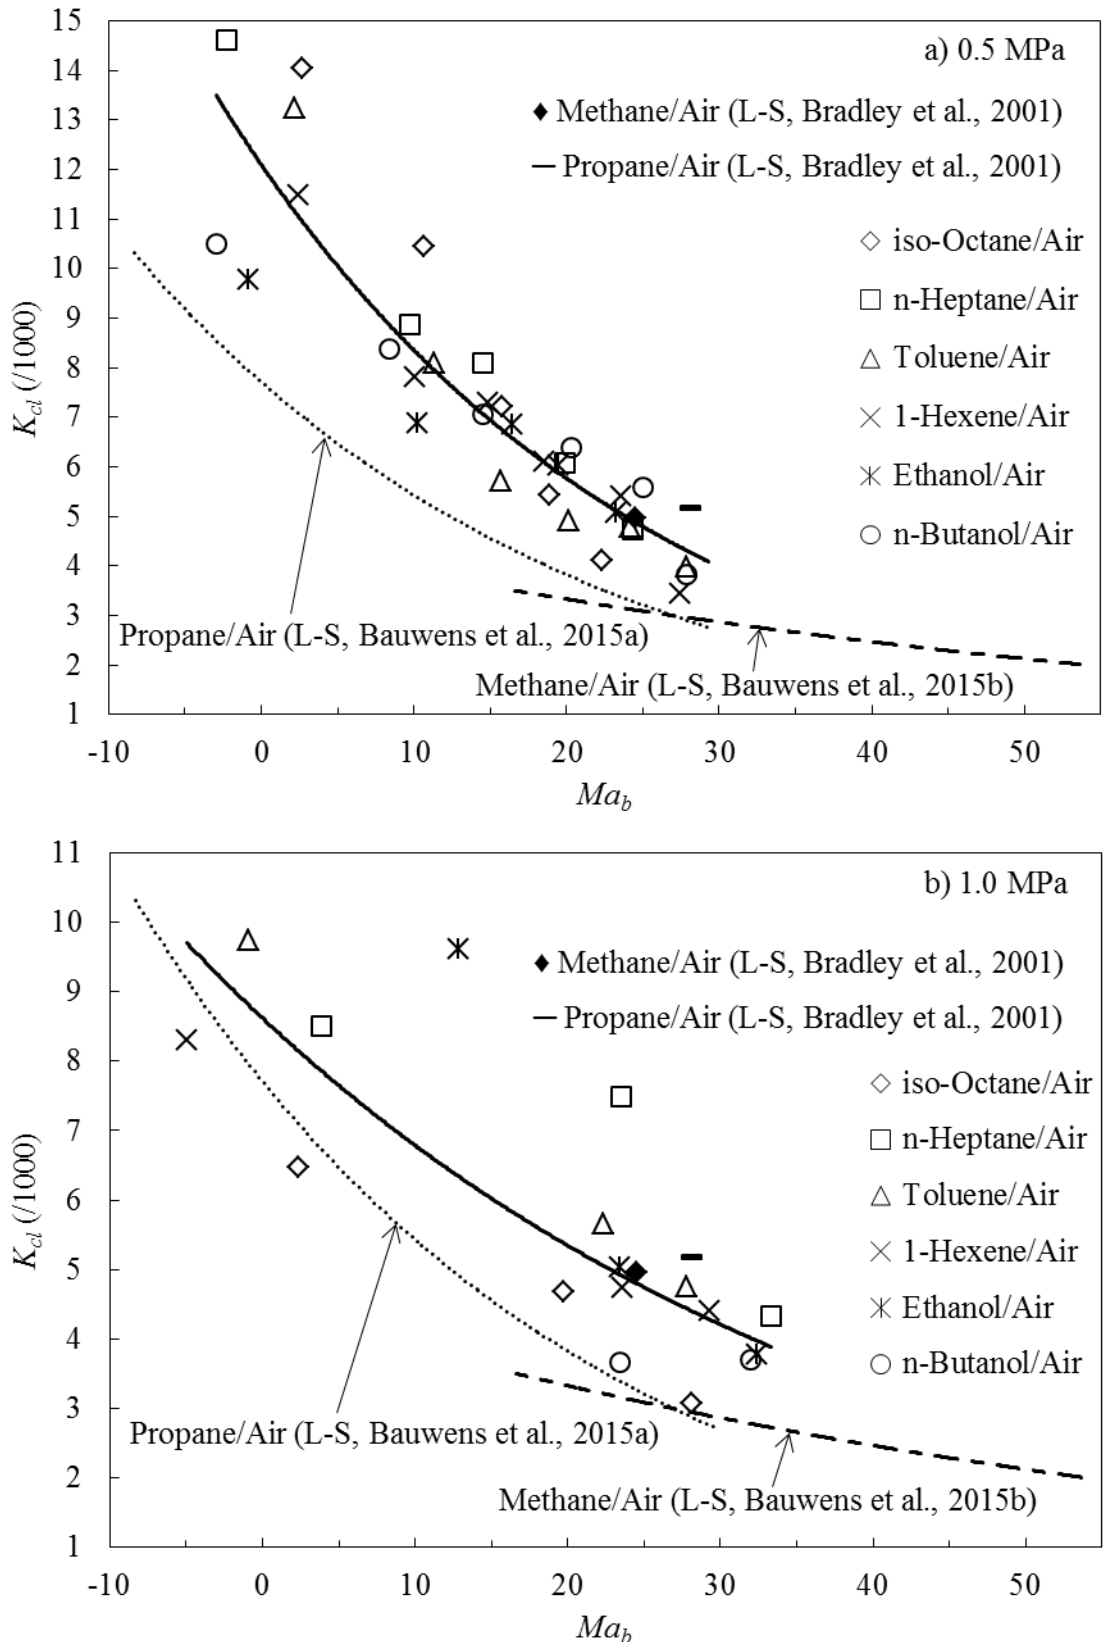 15
a) 0.5 MPa
14
13
Methane/Air (L-S, Bradley et al., 2001)
12
Propane/Air (L-S, Bradley et al., 2001)
11
iso-Octane/Air
10
n-Heptane/Air
9
K_cl (/1000)
8
Toluene/Air
7
1-Hexene/Air
6
Ethanol/Air
5
n-Butanol/Air
4
3
Propane/Air (L-S, Bauwens et al., 2015a)
2
Methane/Air (L-S, Bauwens et al., 2015b)
1
-10 0 10 20 30 40 50
Ma_b
11
b) 1.0 MPa
10
Methane/Air (L-S, Bradley et al., 2001)
9
Propane/Air (L-S, Bradley et al., 2001)
8
iso-Octane/Air
7
n-Heptane/Air
6
K_cl (/1000)
Toluene/Air
5
1-Hexene/Air
4
Ethanol/Air
n-Butanol/Air
3
Propane/Air (L-S, Bauwens et al., 2015a)
2
Methane/Air (L-S, Bauwens et al., 2015b)
1
-10 0 10 20 30 40 50
Ma_b